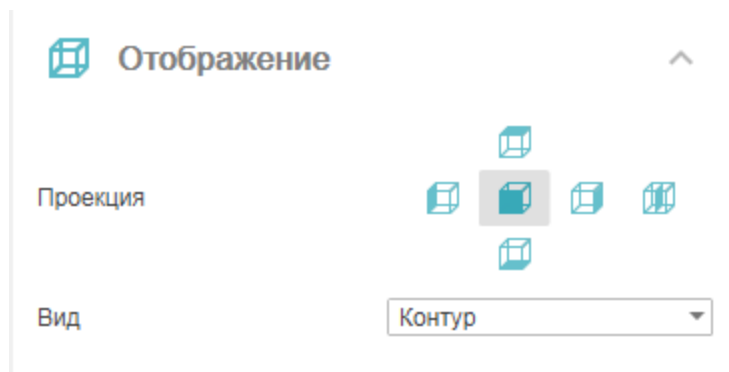 Отображение
Проекция
Вид
Контур